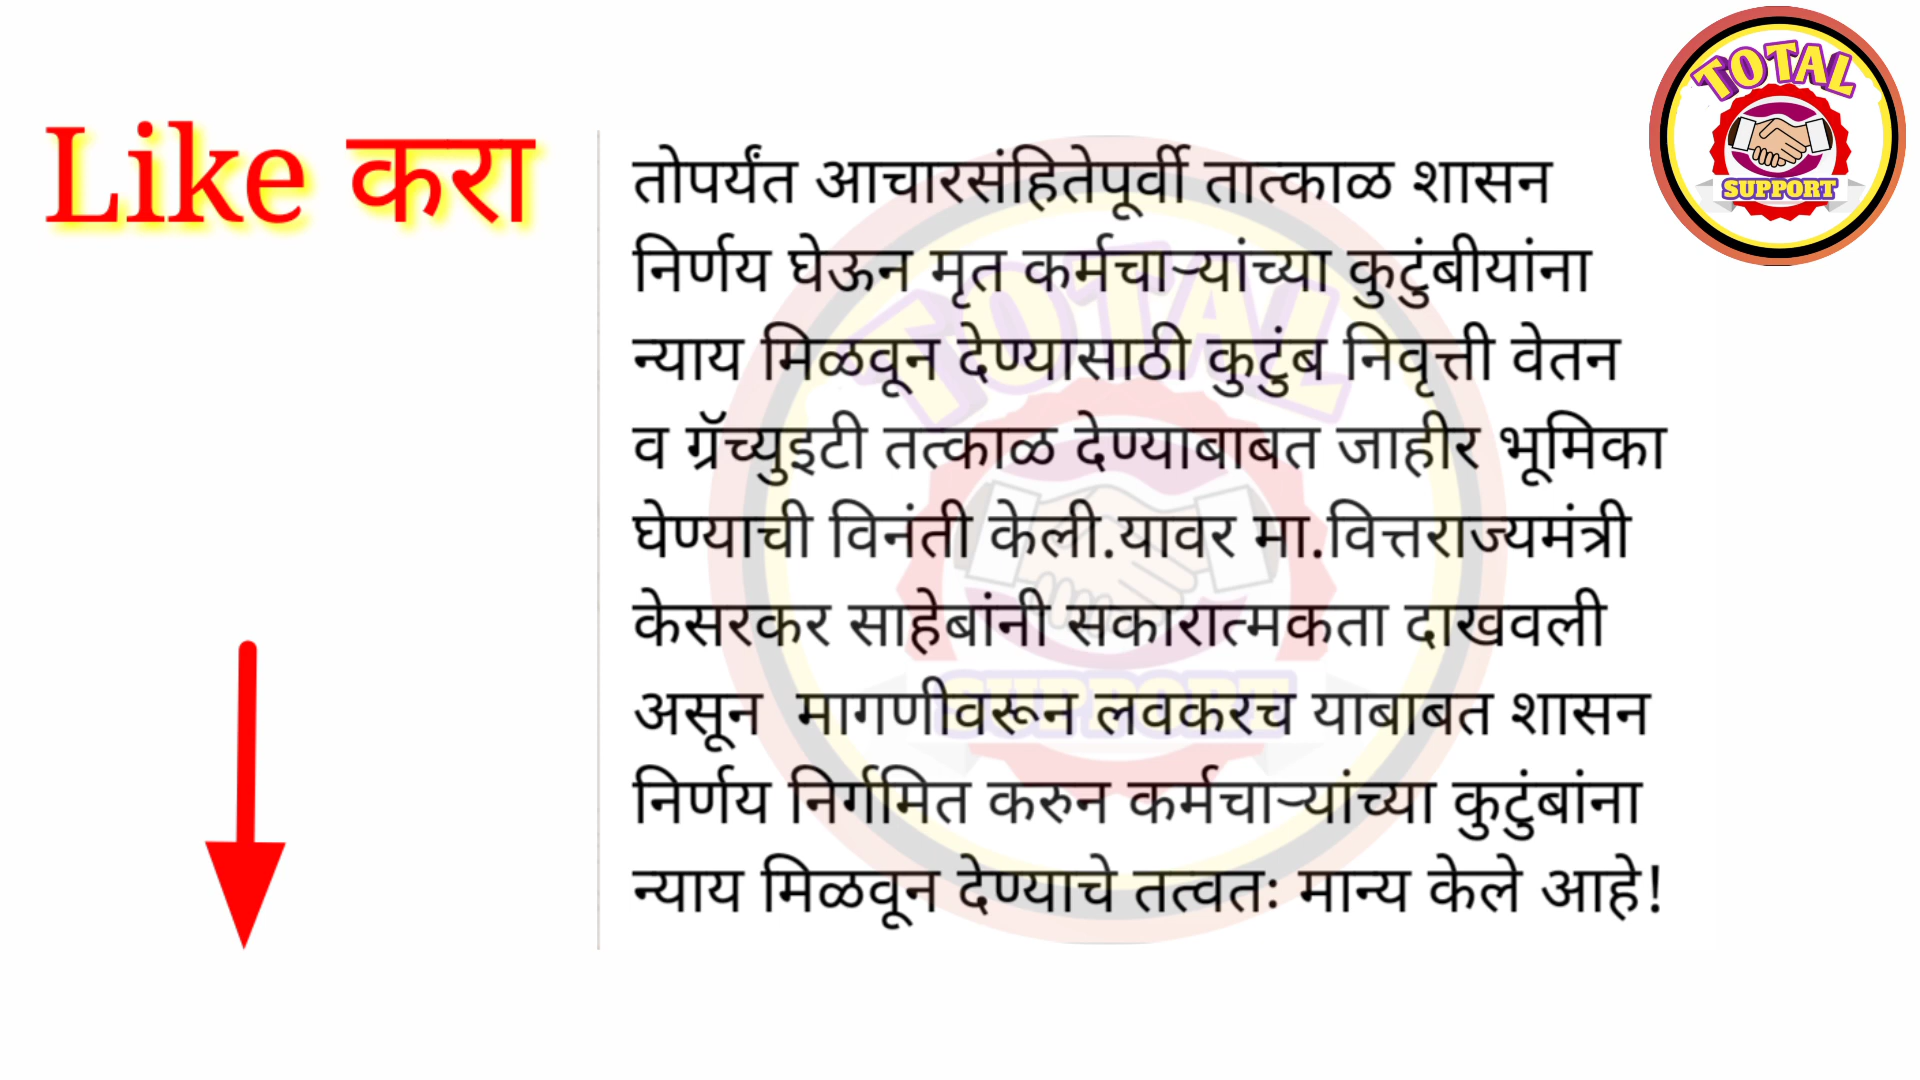 Like करा
तोपर्यंत आचारसंहितेपूर्वी तात्काळ शासन
निर्णय घेऊन मृत कर्मचाऱ्यांच्या कुटुंबीयांना
न्याय मिळवून देण्यासाठी कुटुंब निवृत्ती वेतन
व ग्रॅच्युइटी तत्काळ देण्याबाबत जाहीर भूमिका
घेण्याची विनंती केली.यावर मा.वित्तराज्यमंत्री
केसरकर साहेबांनी सकारात्मकता दाखवली
असून  मागणीवरून लवकरच याबाबत शासन
निर्णय निर्गमित करुन कर्मचाऱ्यांच्या कुटुंबांना
न्याय मिळवून देण्याचे तत्वतः मान्य केले आहे!
TOTAL
SUPPORT
TOTAL
SUPPORT